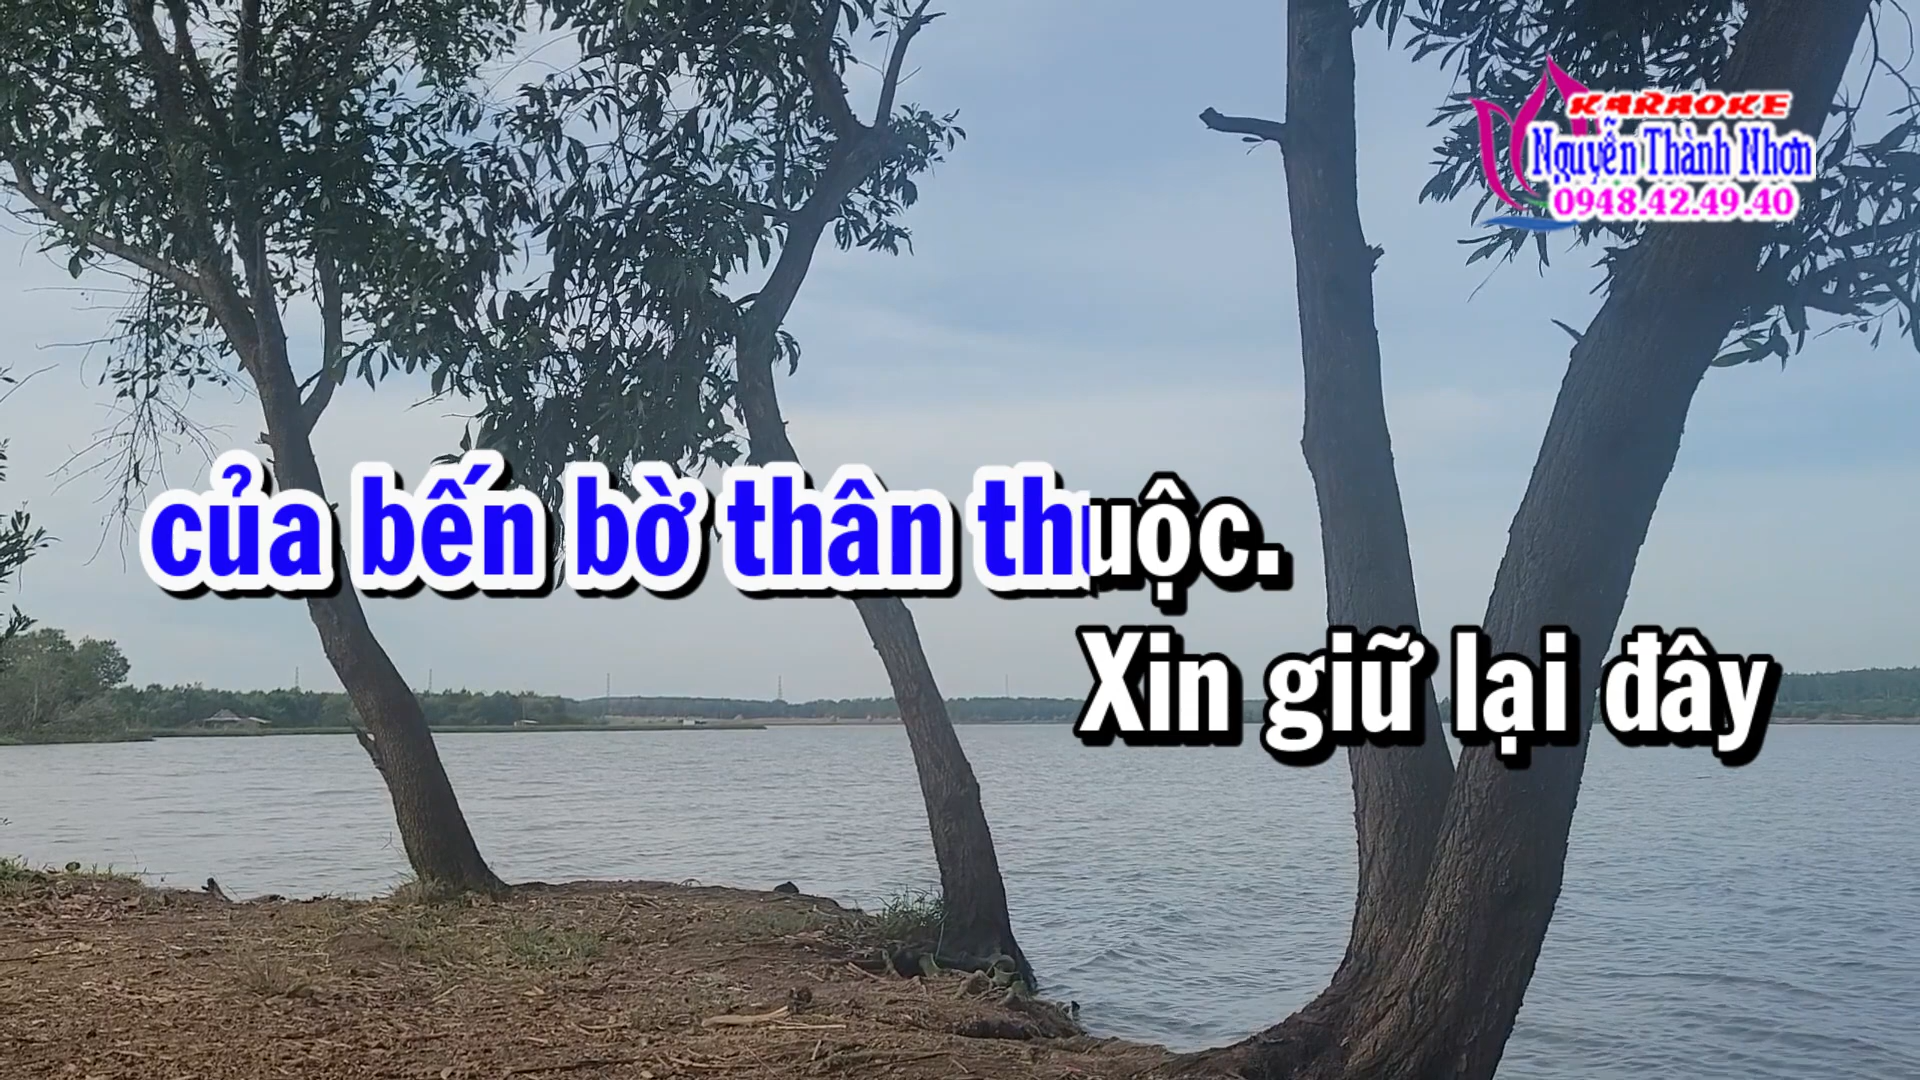 KARAOKE
Nguyễn Thành Nhơn
0948.42.49.40
của bến bờ thân thuộc.
Xin giữ lại đây